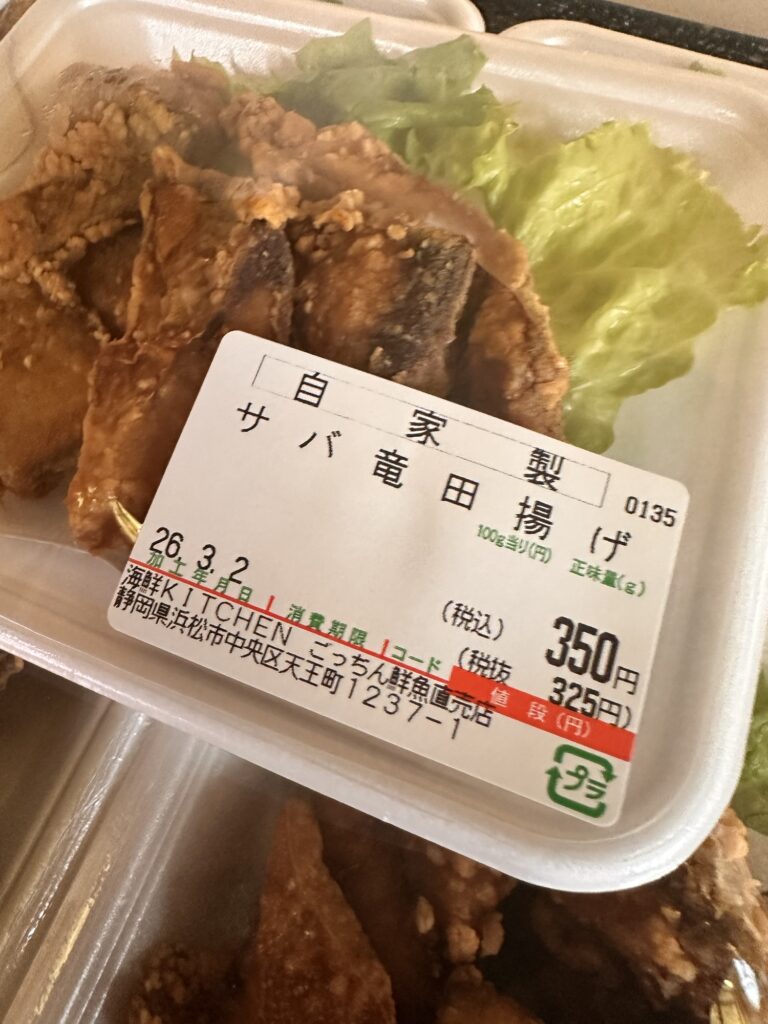 自家製
サバ竜田揚げ
0135
100g当り(円) 正味量(g)
26.3.2
加工年月日 消費期限 コード
(税込) 350円
(税抜 325円)
値段(円)
海鮮KITCHEN ごっちん鮮魚直売店
静岡県浜松市中央区天王町1237-1
プラ